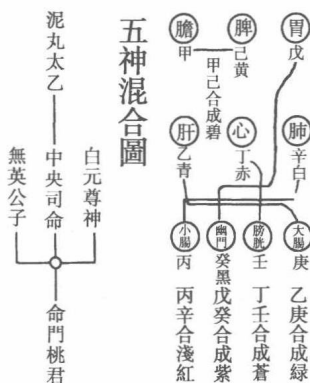 胃 戊
脾 己黃
甲己合成碧
膽 甲
肺 辛白
心 丁赤
肝 乙青
大腸 庚 乙庚合成綠
膀胱 壬 丁壬合成蒼
幽門 癸黑 戊癸合成紫
小腸 丙 丙辛合淺紅
五神混合圖
白元尊神
泥丸太乙
中央司命
命門桃君
無英公子